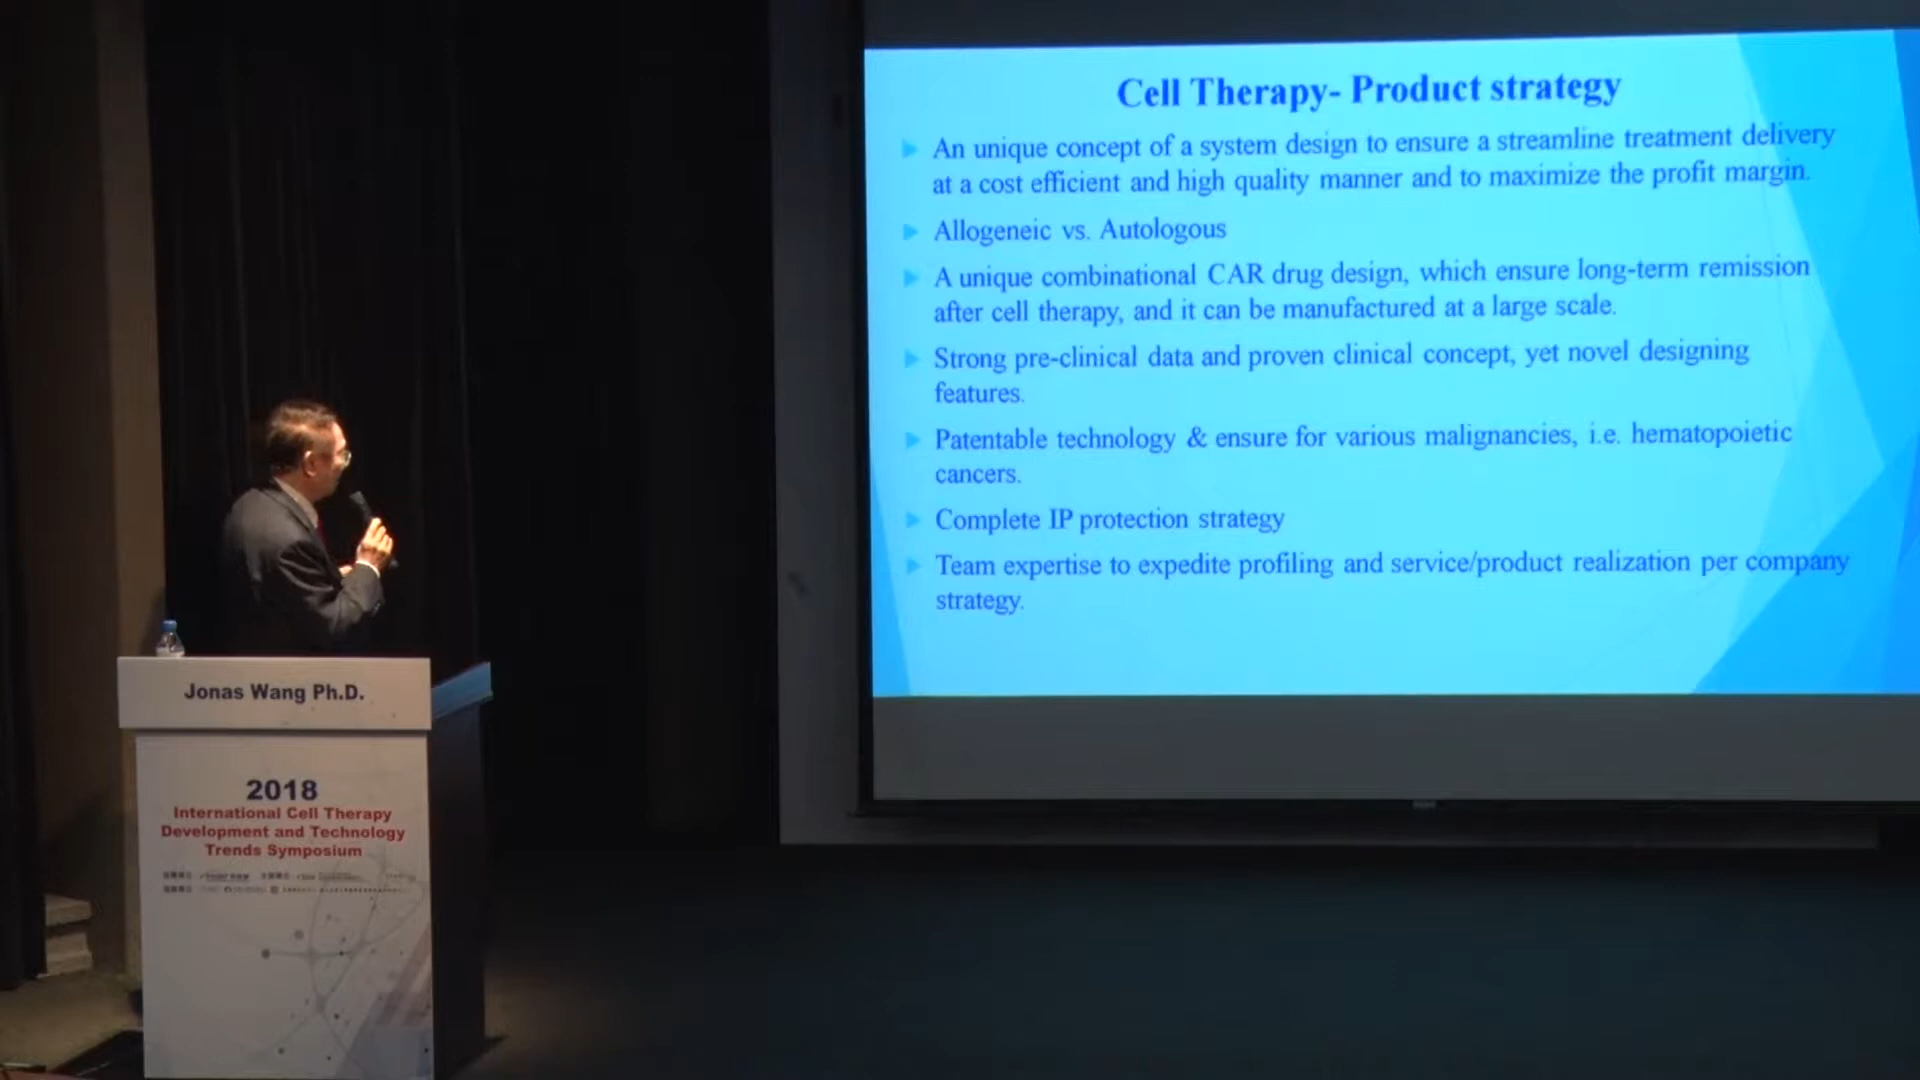 Cell Therapy- Product strategy
An unique concept of a system design to ensure a streamline treatment delivery
at a cost efficient and high quality manner and to maximize the profit margin.
Allogeneic vs. Autologous
A unique combinational CAR drug design, which ensure long-term remission
after cell therapy, and it can be manufactured at a large scale.
Strong pre-clinical data and proven clinical concept, yet novel designing
features.
Patentable technology & ensure for various malignancies, i.e. hematopoietic
cancers.
Complete IP protection strategy
Team expertise to expedite profiling and service/product realization per company
strategy.
Jonas Wang Ph.D.
2018
International Cell Therapy
Development and Technology
Trends Symposium